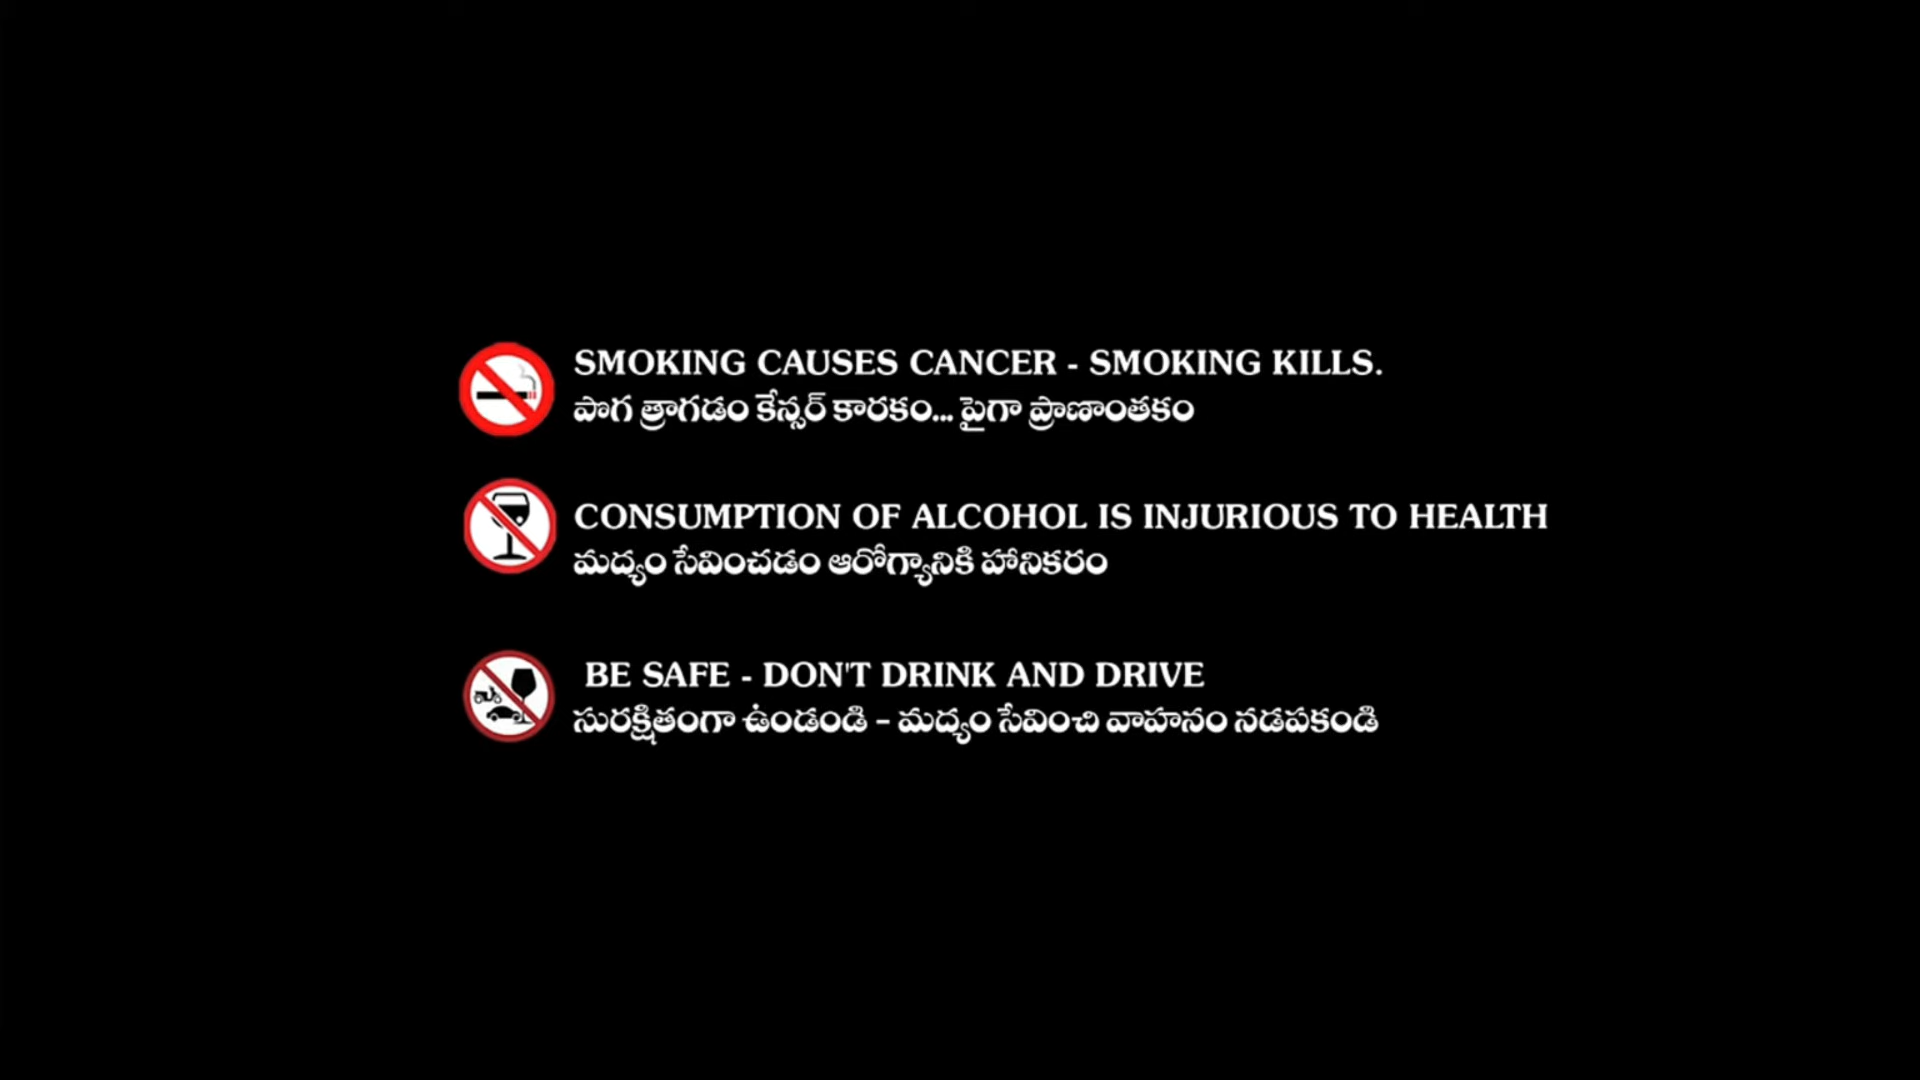 SMOKING CAUSES CANCER - SMOKING KILLS.
పొగ త్రాగడం కేన్సర్ కారకం... పైగా ప్రాణాంతకం
CONSUMPTION OF ALCOHOL IS INJURIOUS TO HEALTH
మద్యం సేవించడం ఆరోగ్యానికి హానికరం
BE SAFE - DON'T DRINK AND DRIVE
సురక్షితంగా ఉండండి – మద్యం సేవించి వాహనం నడపకండి